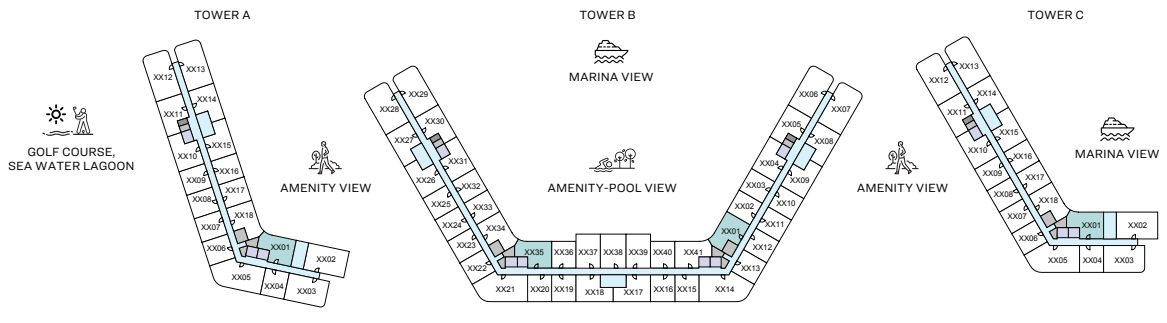 TOWER A
TOWER B
TOWER C
MARINA VIEW
GOLF COURSE,
SEA WATER LAGOON
AMENITY VIEW
AMENITY-POOL VIEW
AMENITY VIEW
MARINA VIEW
XX12
XX13
XX11
XX14
XX10
XX15
XX09
XX16
XX08
XX17
XX07
XX18
XX06
XX01
XX05
XX02
XX04
XX03
XX28
XX29
XX27
XX30
XX26
XX31
XX25
XX32
XX24
XX33
XX23
XX34
XX22
XX35
XX36
XX37
XX38
XX39
XX40
XX41
XX21
XX20
XX19
XX18
XX17
XX16
XX15
XX14
XX06
XX07
XX05
XX08
XX04
XX09
XX03
XX10
XX02
XX11
XX01
XX12
XX13
XX12
XX13
XX11
XX14
XX10
XX15
XX09
XX16
XX08
XX17
XX07
XX18
XX06
XX01
XX02
XX05
XX04
XX03